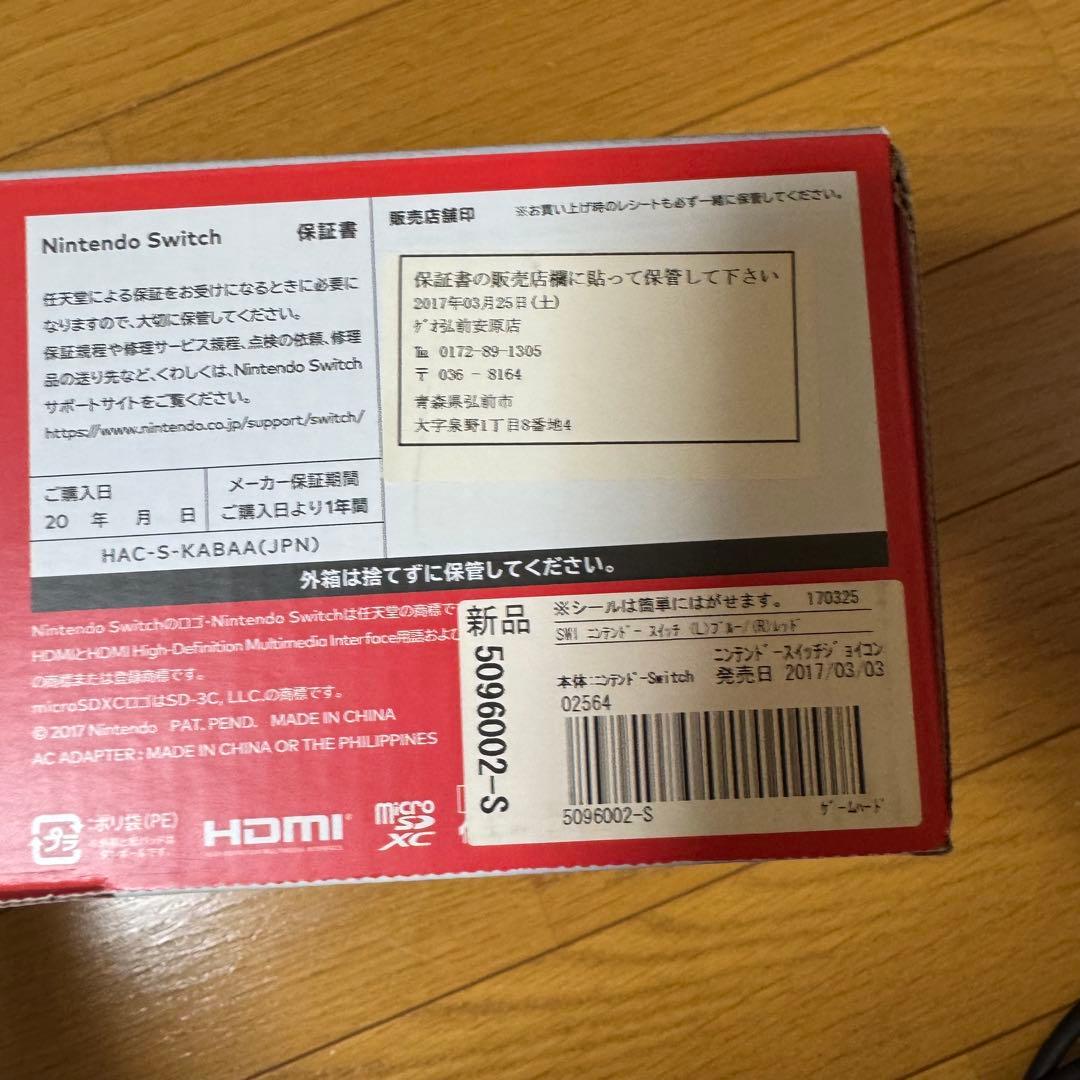 Nintendo Switch 保証書
任天堂による保証をお受けになるときに必要に
なりますので、大切に保管してください。
保証規程や修理サービス規程、点検の依頼、修理
品の送り先など、くわしくは、Nintendo Switch
サポートサイトをご覧ください。
https://www.nintendo.co.jp/support/switch/
ご購入日
20 年 月 日
メーカー保証期間
ご購入日より1年間
HAC-S-KABAA(JPN)
販売店舗印 ※お買い上げ時のレシートも必ず一緒に保管してください。
保証書の販売店欄に貼って保管して下さい
2017年03月25日(土)
ゲオ弘前安原店
℡ 0172-89-1305
〒 036 - 8164
青森県弘前市
大字泉野1丁目8番地4
外箱は捨てずに保管してください。
Nintendo Switchのロゴ・Nintendo Switchは任天堂の商標で
HDMIとHDMI High-Definition Multimedia Interface用語およ
の商標または登録商標です。
microSDXCロゴはSD-3C, LLC.の商標です。
© 2017 Nintendo PAT. PEND. MADE IN CHINA
AC ADAPTER : MADE IN CHINA OR THE PHILIPPINES
プラ
ポリ袋(PE)
HDMI
micro SD XC
新品
5096002-S
※シールは簡単にはがせます。 170325
SWI ニンテンドー スイッチ (L)ブルー/(R)レッド
ニンテンドースイッチジョイコン
本体:ニンテンドーSwitch 発売日 2017/03/03
02564
5096002-S
ゲームハード